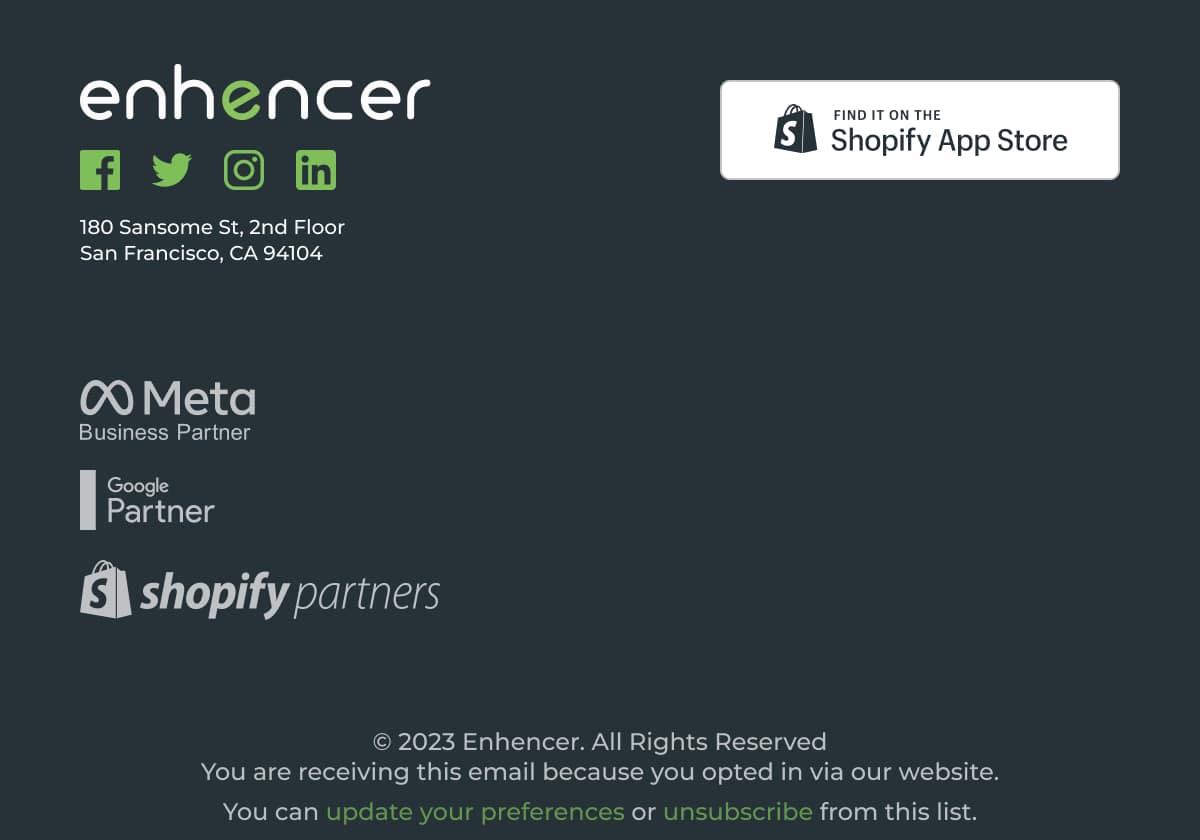 enhencer
FIND IT ON THE
Shopify App Store
180 Sansome St, 2nd Floor
San Francisco, CA 94104
Meta
Business Partner
Google
Partner
shopify partners
© 2023 Enhencer. All Rights Reserved
You are receiving this email because you opted in via our website.
You can update your preferences or unsubscribe from this list.